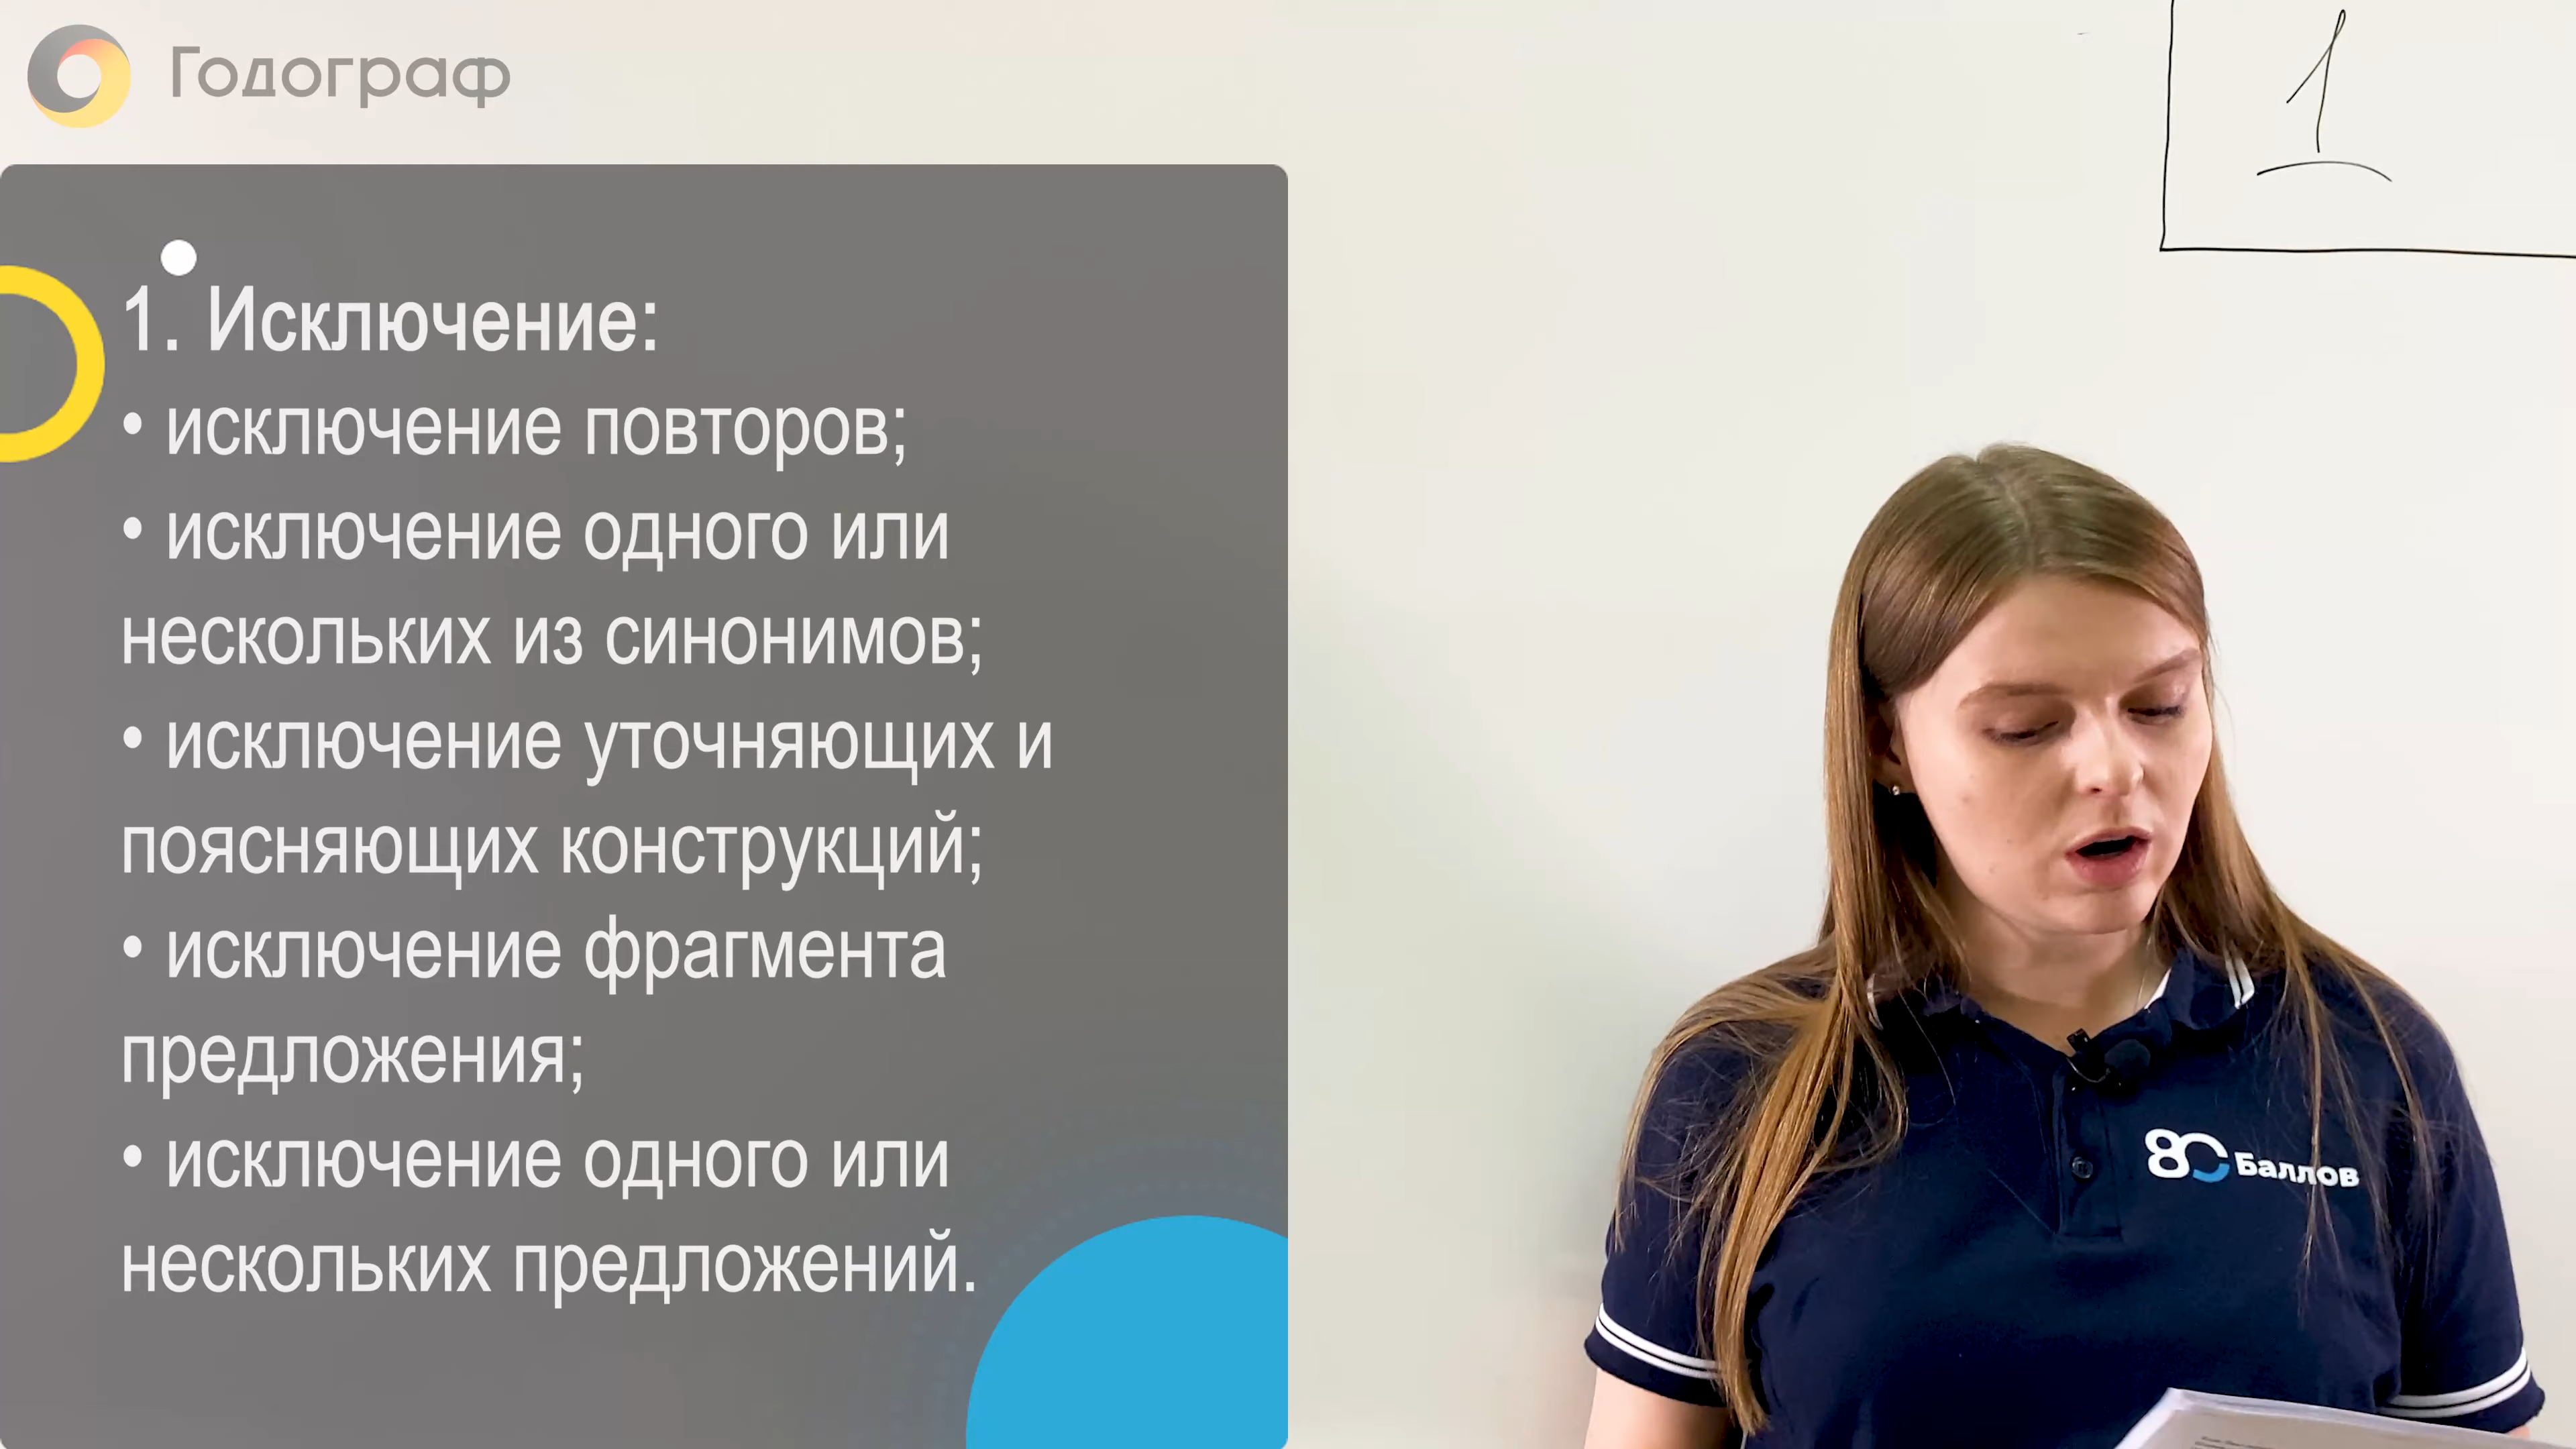 Годограф
1
1. Исключение:
• исключение повторов;
• исключение одного или
нескольких из синонимов;
• исключение уточняющих и
поясняющих конструкций;
• исключение фрагмента
предложения;
• исключение одного или
нескольких предложений.
80 Баллов